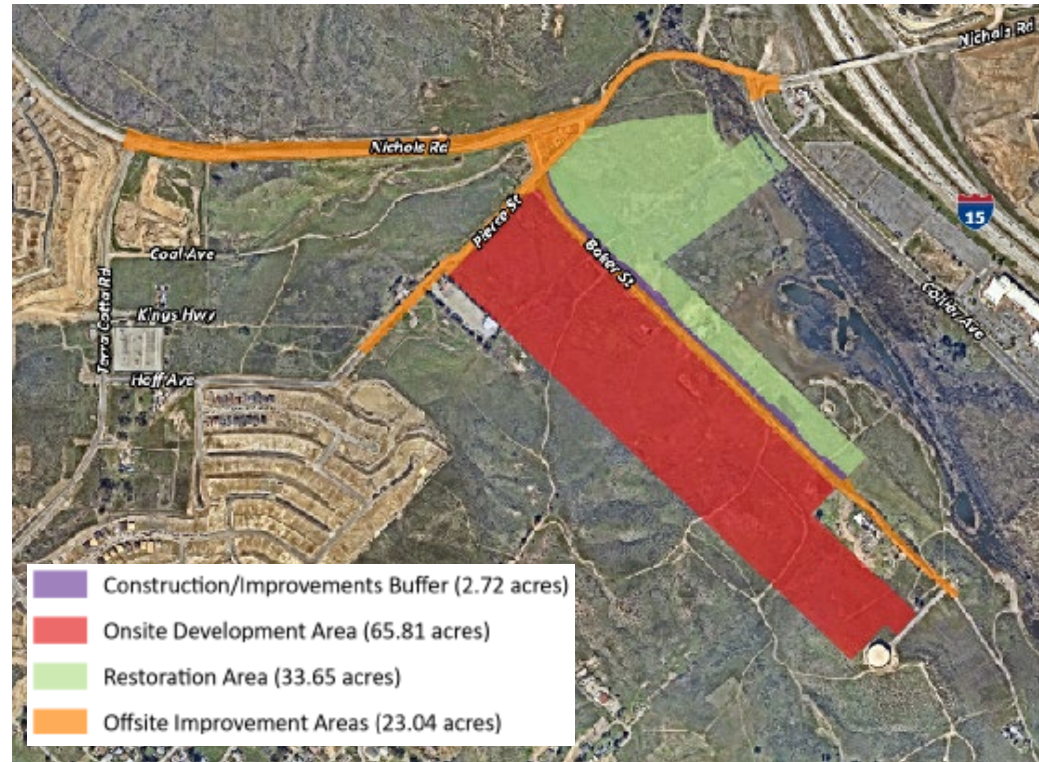 Nichols Rd
Nichols Rd
Pierce St
Coal Ave
Baker St
15
Kings Hwy
Collier Ave
Terra Cotta Rd
Hoff Ave
Construction/Improvements Buffer (2.72 acres)
Onsite Development Area (65.81 acres)
Restoration Area (33.65 acres)
Offsite Improvement Areas (23.04 acres)